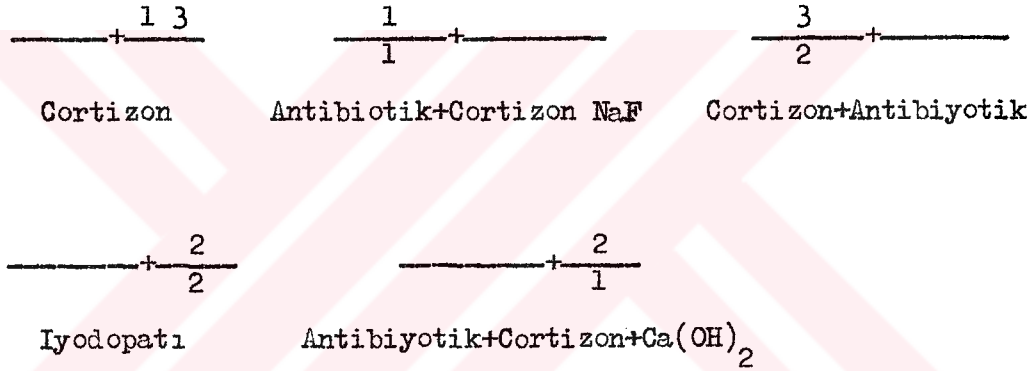 1 3 1 3
+ + +
1 2
Cortizon Antibiotik+Cortizon NaF Cortizon+Antibiyotik
2 2
+ +
2 1
Iyodopatı Antibiyotik+Cortizon+Ca(OH)2